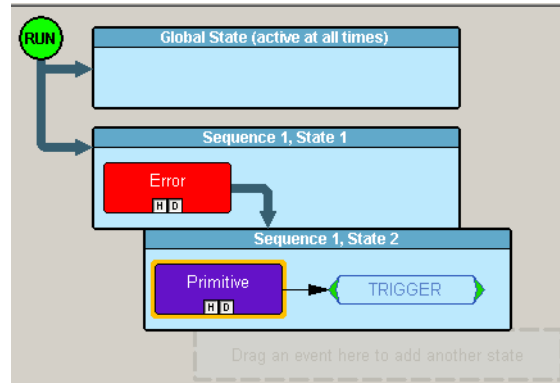 RUN
Global State (active at all times)
Sequence 1, State 1
Error
H D
Sequence 1, State 2
Primitive
H D
TRIGGER
Drag an event here to add another state